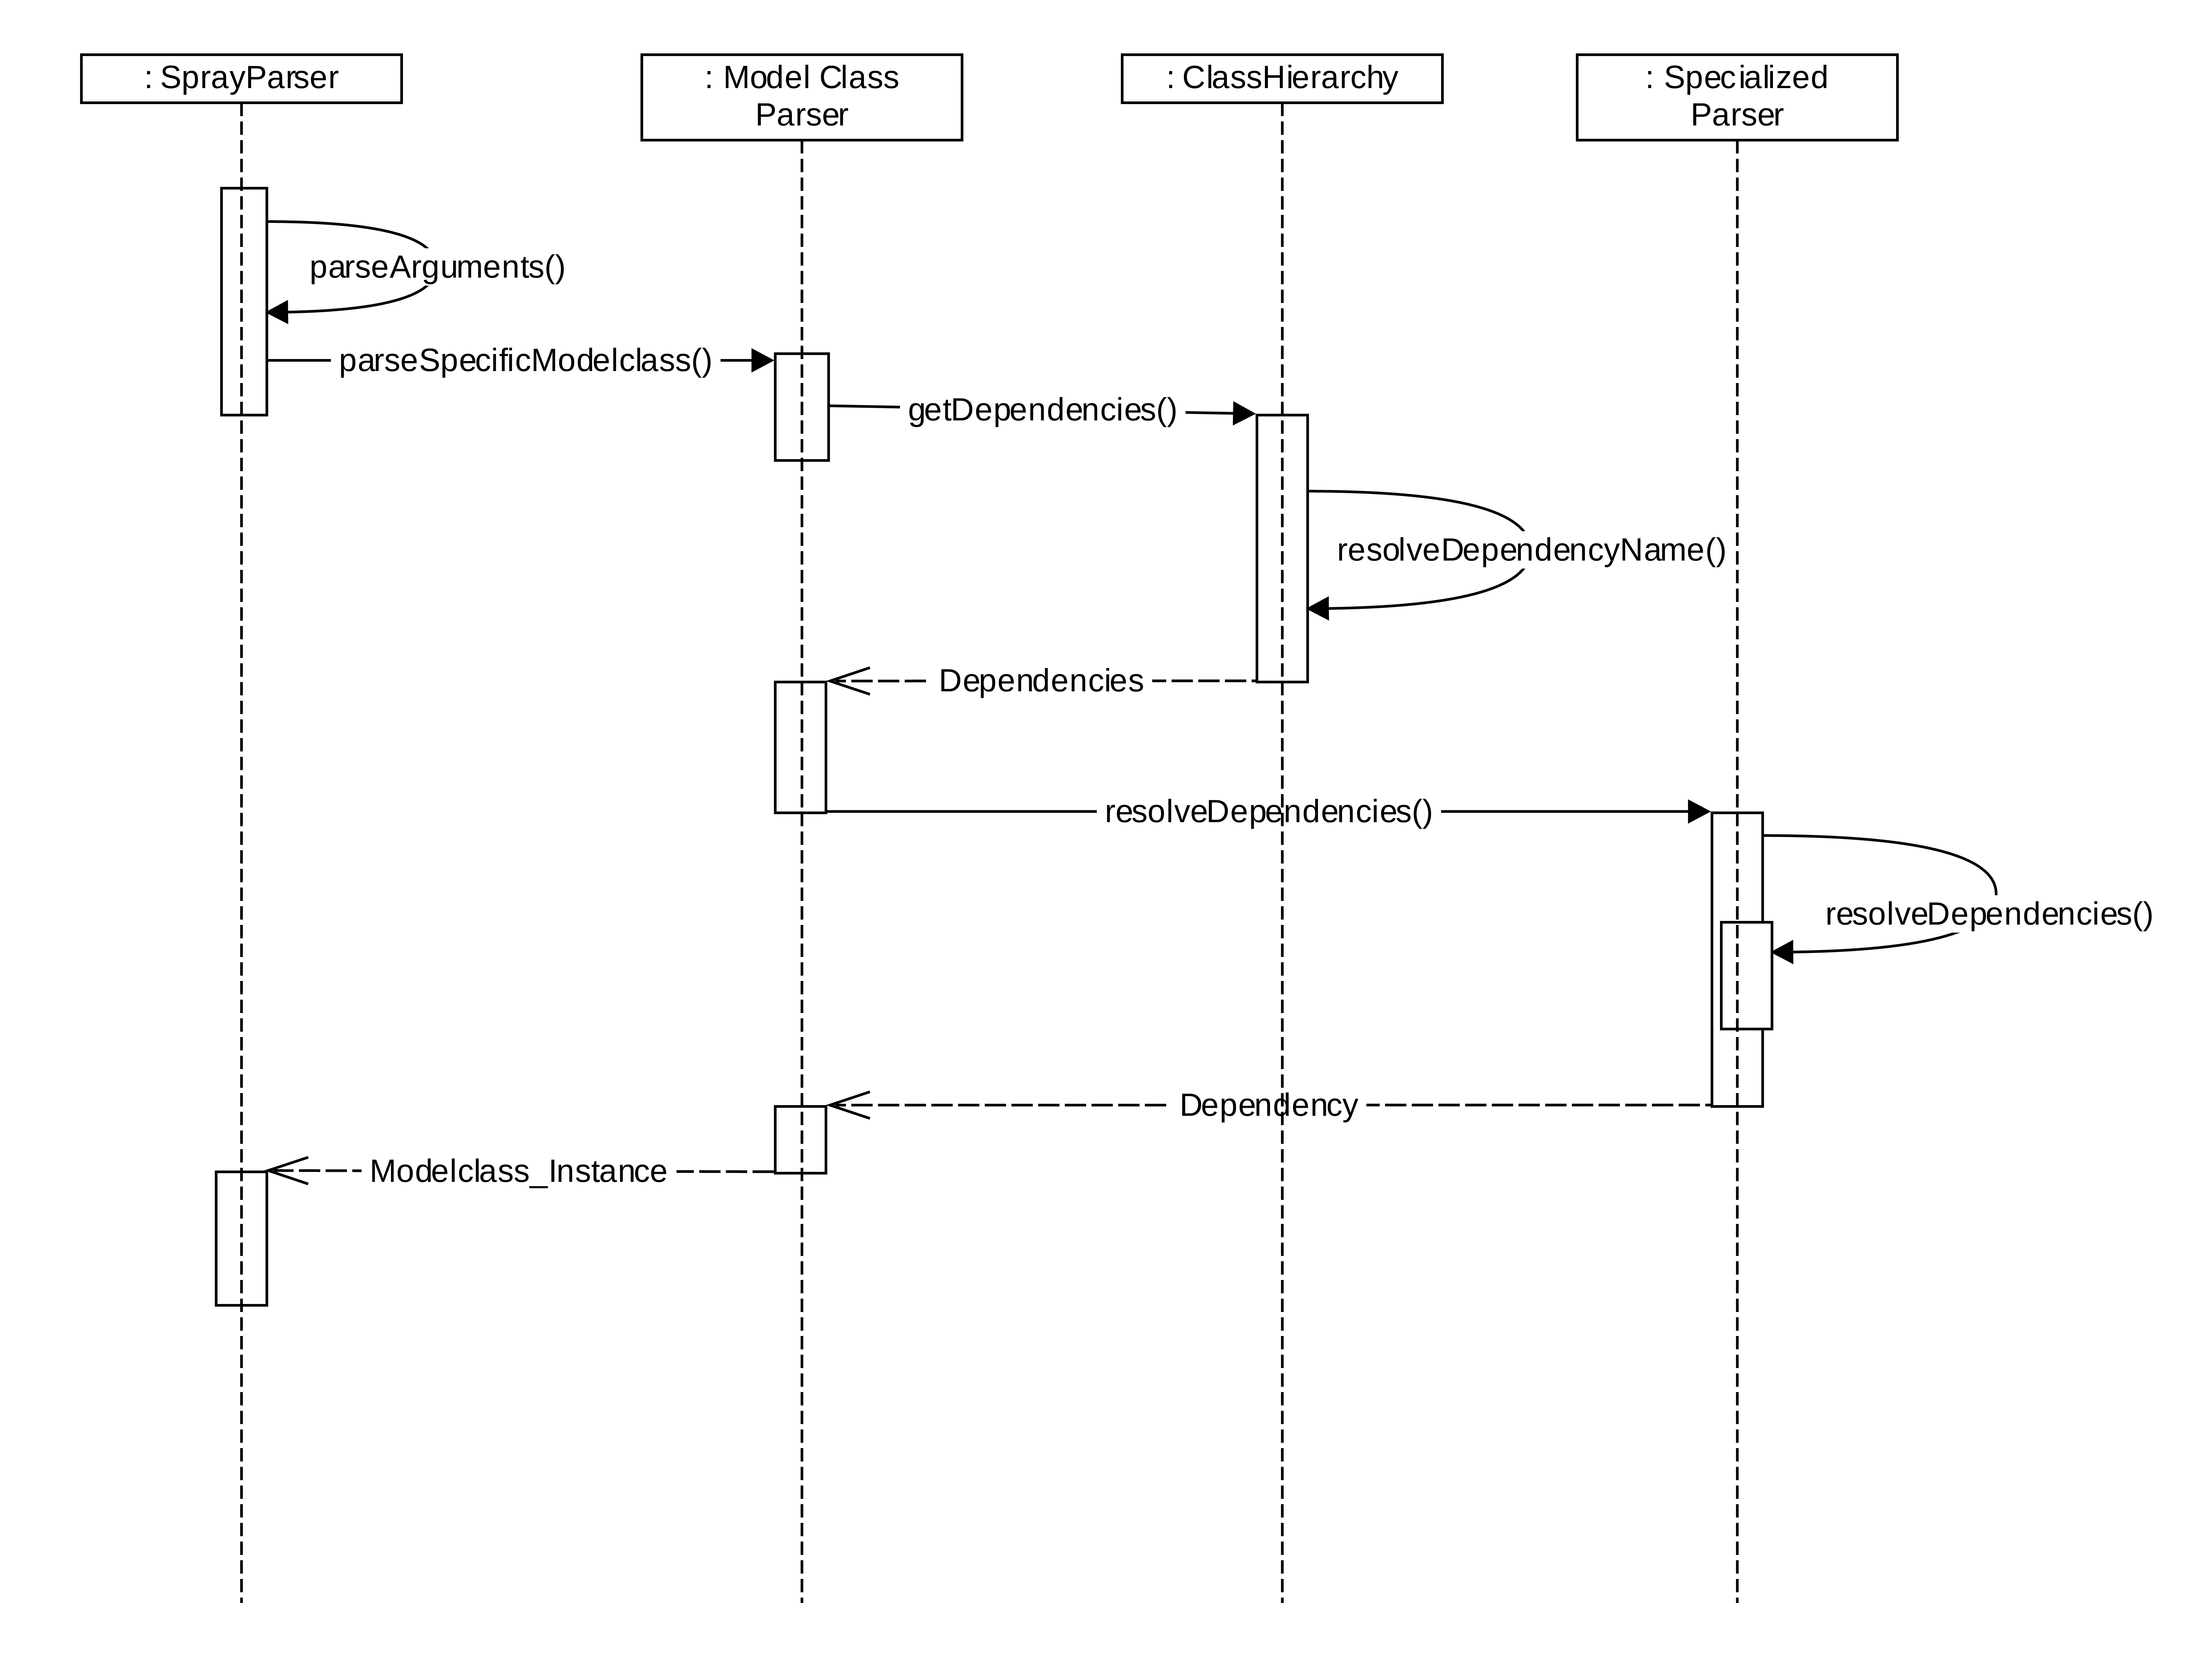 : SprayParser
: Model Class
Parser
: ClassHierarchy
: Specialized
Parser
parseArguments()
parseSpecificModelclass()
getDependencies()
resolveDependencyName()
Dependencies
resolveDependencies()
resolveDependencies()
Dependency
Modelclass_Instance